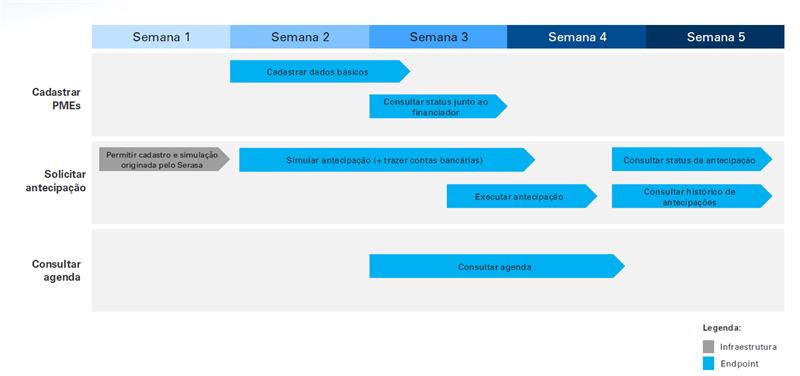 Semana 1
Semana 2
Semana 3
Semana 4
Semana 5
Cadastrar
PMEs
Cadastrar dados básicos
Consultar status junto ao
financiador
Solicitar
antecipação
Permitir cadastro e simulação
originada pelo Serasa
Simular antecipação (+ trazer contas bancárias)
Consultar status da antecipação
Executar antecipação
Consultar histórico de
antecipações
Consultar
agenda
Consultar agenda
Legenda:
Infraestrutura
Endpoint